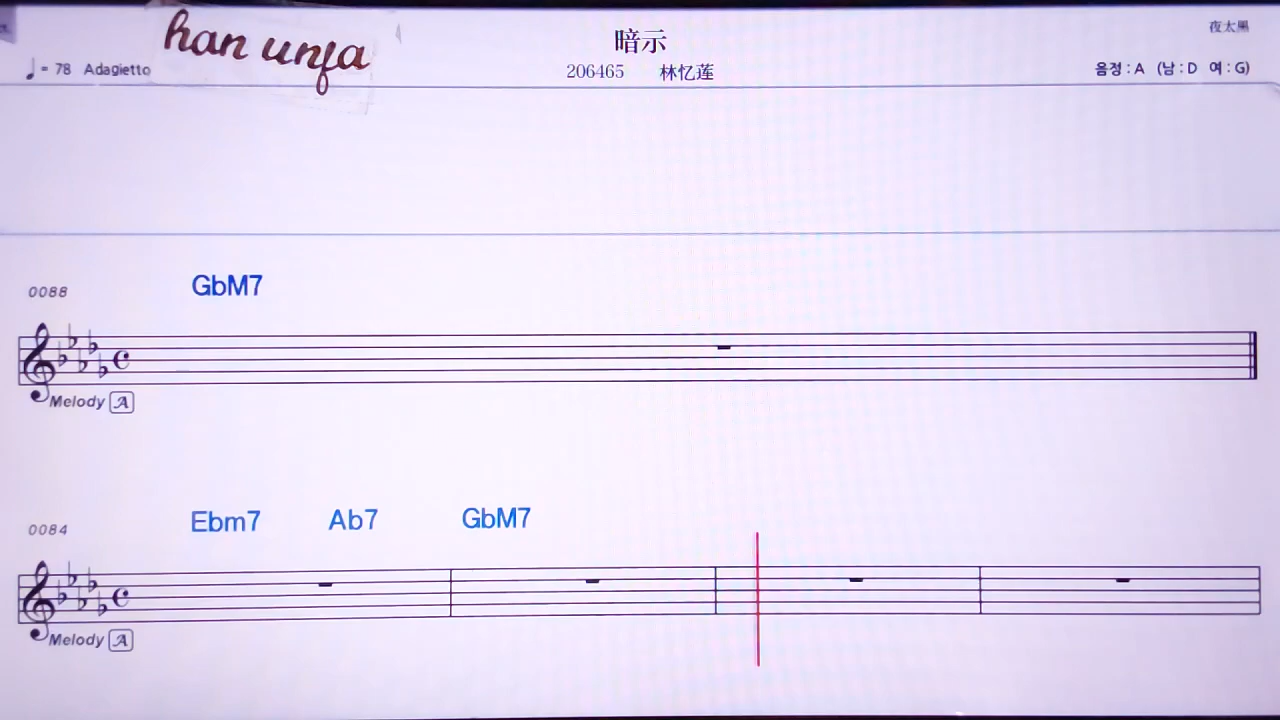 han unfa
暗示
夜太黑
♩= 78 Adagietto
206465 林忆莲
음정 : A (남 : D 여 : G)
GbM7
0088
Melody A
Ebm7 Ab7 GbM7
0084
Melody A